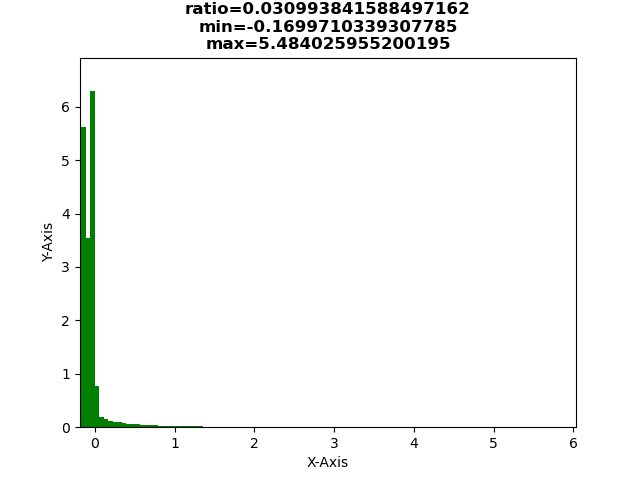 ratio=0.030993841588497162
min=-0.1699710339307785
max=5.484025955200195
6
5
4
3
2
1
0
Y-Axis
0 1 2 3 4 5 6
X-Axis